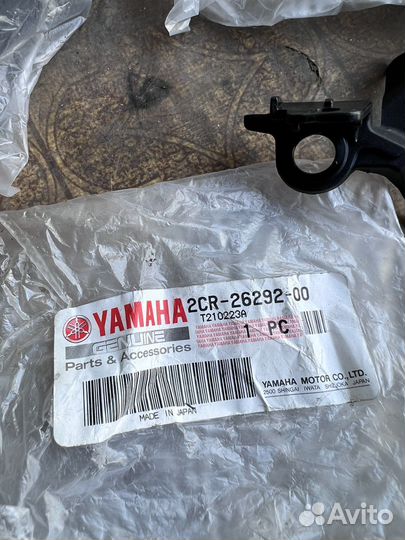 YAMAHA 2CR-26292-00
T210223A
GENUINE
Parts & Accessories
1 PC
MADE IN JAPAN
YAMAHA MOTOR CO., LTD.
2500 SHINGAI IWATA SHIZUOKA JAPAN
Avito